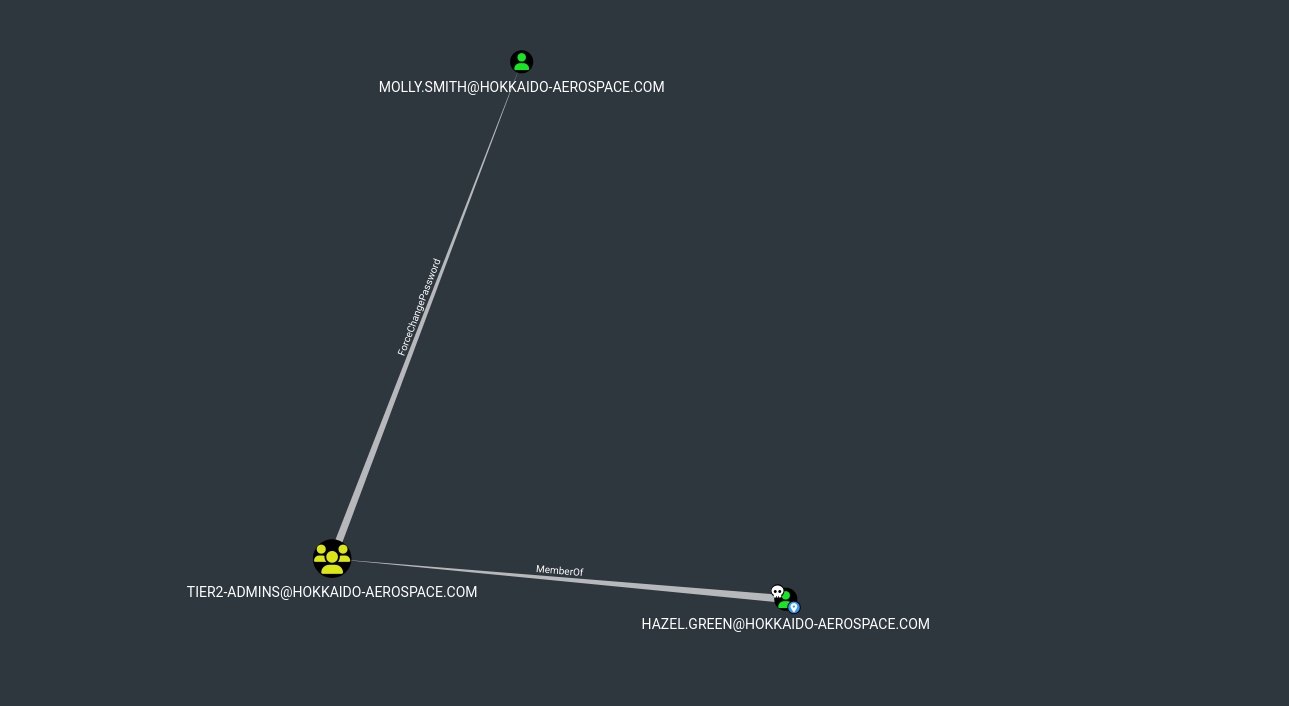 MOLLY.SMITH@HOKKAIDO-AEROSPACE.COM
ForceChangePassword
MemberOf
TIER2-ADMINS@HOKKAIDO-AEROSPACE.COM
HAZEL.GREEN@HOKKAIDO-AEROSPACE.COM